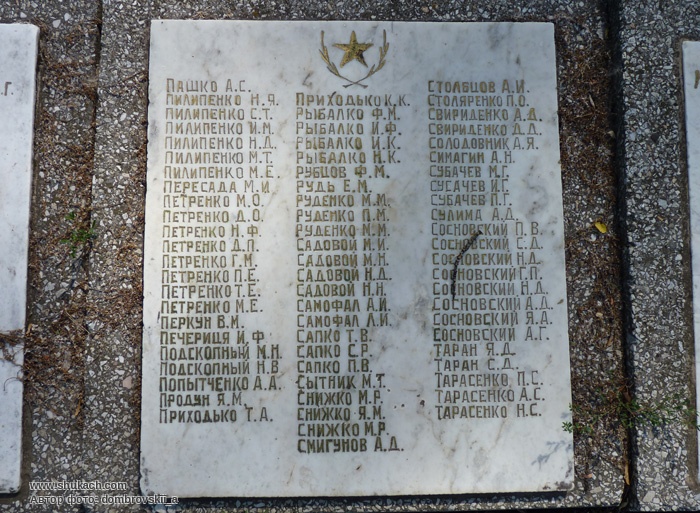 Г.
Пашко А.С.
Пилипенко Н.Я.
Пилипенко С.Т.
Пилипенко И.М.
Пилипенко Н.Д.
Пилипенко М.Т.
Пилипенко М.Е.
Пересада М.И.
Петренко М.О.
Петренко Д.О.
Петренко Н.Ф.
Петренко Д.П.
Петренко Г.М.
Петренко П.Е.
Петренко Т.Е.
Петренко М.Е.
Перкун В.М.
Печериця И.Ф.
Подскопный М.Н.
Подскопный Н.В.
Попытченко А.А.
Продун Я.М.
Приходько Т.А.
Приходько К.К.
Рыбалко Ф.М.
Рыбалко И.Ф.
Рыбалко И.К.
Рыбалко Н.К.
Рубцов Ф.М.
Рудь Е.М.
Руденко М.М.
Руденко П.М.
Руденко М.М.
Садовой И.И.
Садовой М.Н.
Садовой Н.Д.
Садовой Н.Н.
Самофал А.И.
Самофал Л.И.
Сапко Т.В.
Сапко С.Р.
Сапко П.В.
Сытник М.Т.
Снижко М.Р.
Снижко Я.М.
Снижко М.Р.
Смигунов А.Д.
Стольцов А.И.
Столяренко П.О.
Свириденко А.Д.
Свириденко Д.Д.
Солодовник А.Я.
Симагин А.Н.
Субачев М.Г.
Сусачев И.Г.
Субачев П.Г.
Сулима А.Д.
Сосновский П.В.
Сосновский С.Д.
Сосновский Н.Д.
Сосновский Г.П.
Сосновский Н.Д.
Сосновский А.Д.
Сосновский Я.А.
Сосновский А.Г.
Таран Я.Д.
Таран С.Д.
Тарасенко П.С.
Тарасенко А.С.
Тарасенко Н.С.
www.shukach.com
Автор фото: dombrovskii_a